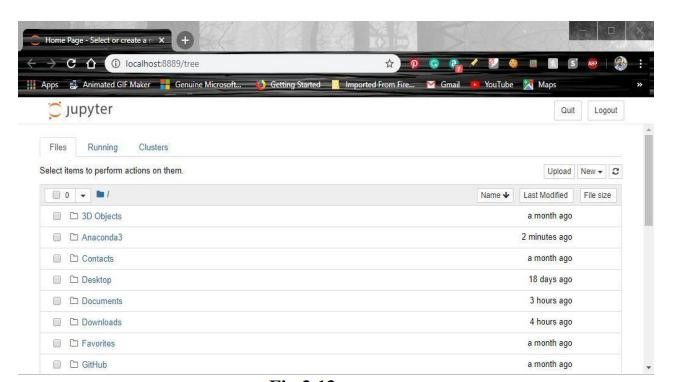 Home Page - Select or create a n
localhost:8889/tree
Apps Animated GIF Maker Genuine Microsoft... Getting Started Imported From Fire... Gmail YouTube Maps »
jupyter Quit Logout
Files Running Clusters
Select items to perform actions on them. Upload New
0 / Name Last Modified File size
3D Objects a month ago
Anaconda3 2 minutes ago
Contacts a month ago
Desktop 18 days ago
Documents 3 hours ago
Downloads 4 hours ago
Favorites a month ago
GitHub a month ago